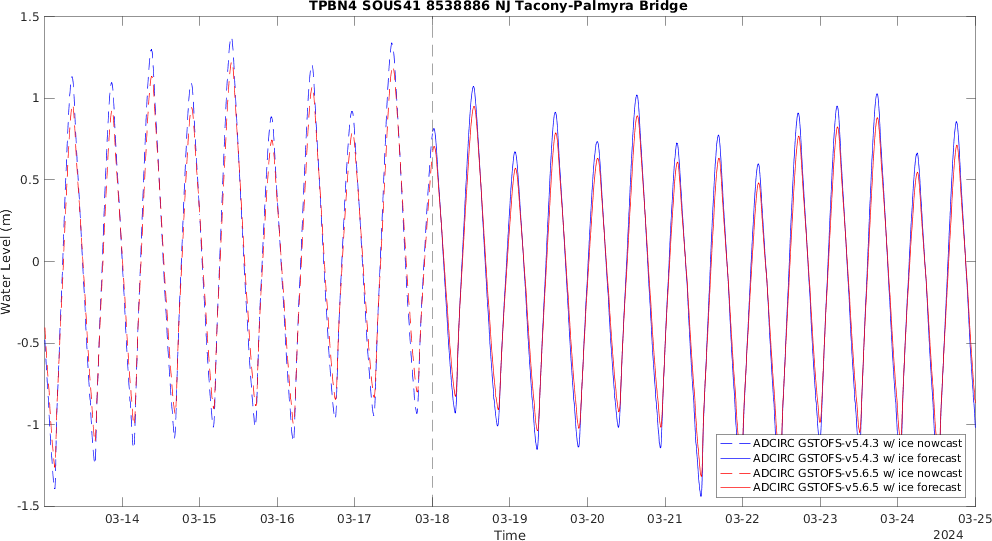 TPBN4 SOUS41 8538886 NJ Tacony-Palmyra Bridge
1.5
1
0.5
0
-0.5
-1
-1.5
Water Level (m)
03-14 03-15 03-16 03-17 03-18 03-19 03-20 03-21 03-22 03-23 03-24 03-25
Time
2024
ADCIRC GSTOFS-v5.4.3 w/ ice nowcast
ADCIRC GSTOFS-v5.4.3 w/ ice forecast
ADCIRC GSTOFS-v5.6.5 w/ ice nowcast
ADCIRC GSTOFS-v5.6.5 w/ ice forecast